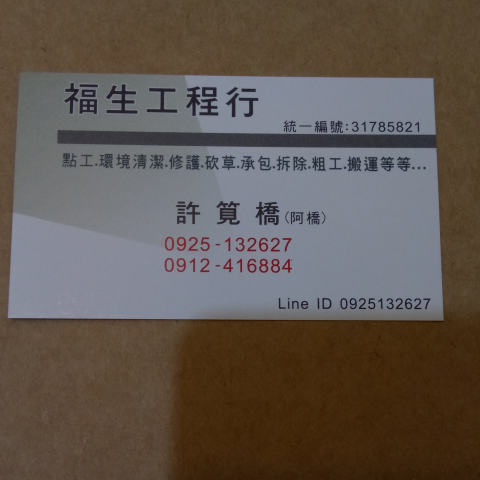 福生工程行
統一編號:31785821
點工.環境清潔.修護.砍草.承包.拆除.粗工.搬運等等...
許筧橋(阿橋)
0925-132627
0912-416884
Line ID 0925132627